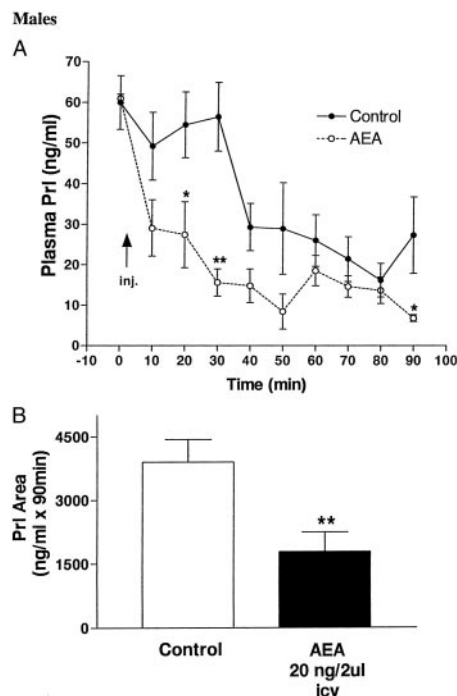 Males
A
70
60
50
40
30
20
10
0
Plasma Prl (ng/ml)
Control
AEA
*
**
*
inj.
-10 0 10 20 30 40 50 60 70 80 90 100
Time (min)
B
4500
3000
1500
0
Prl Area
(ng/ml x 90min)
**
Control
AEA
20 ng/2ul
icv